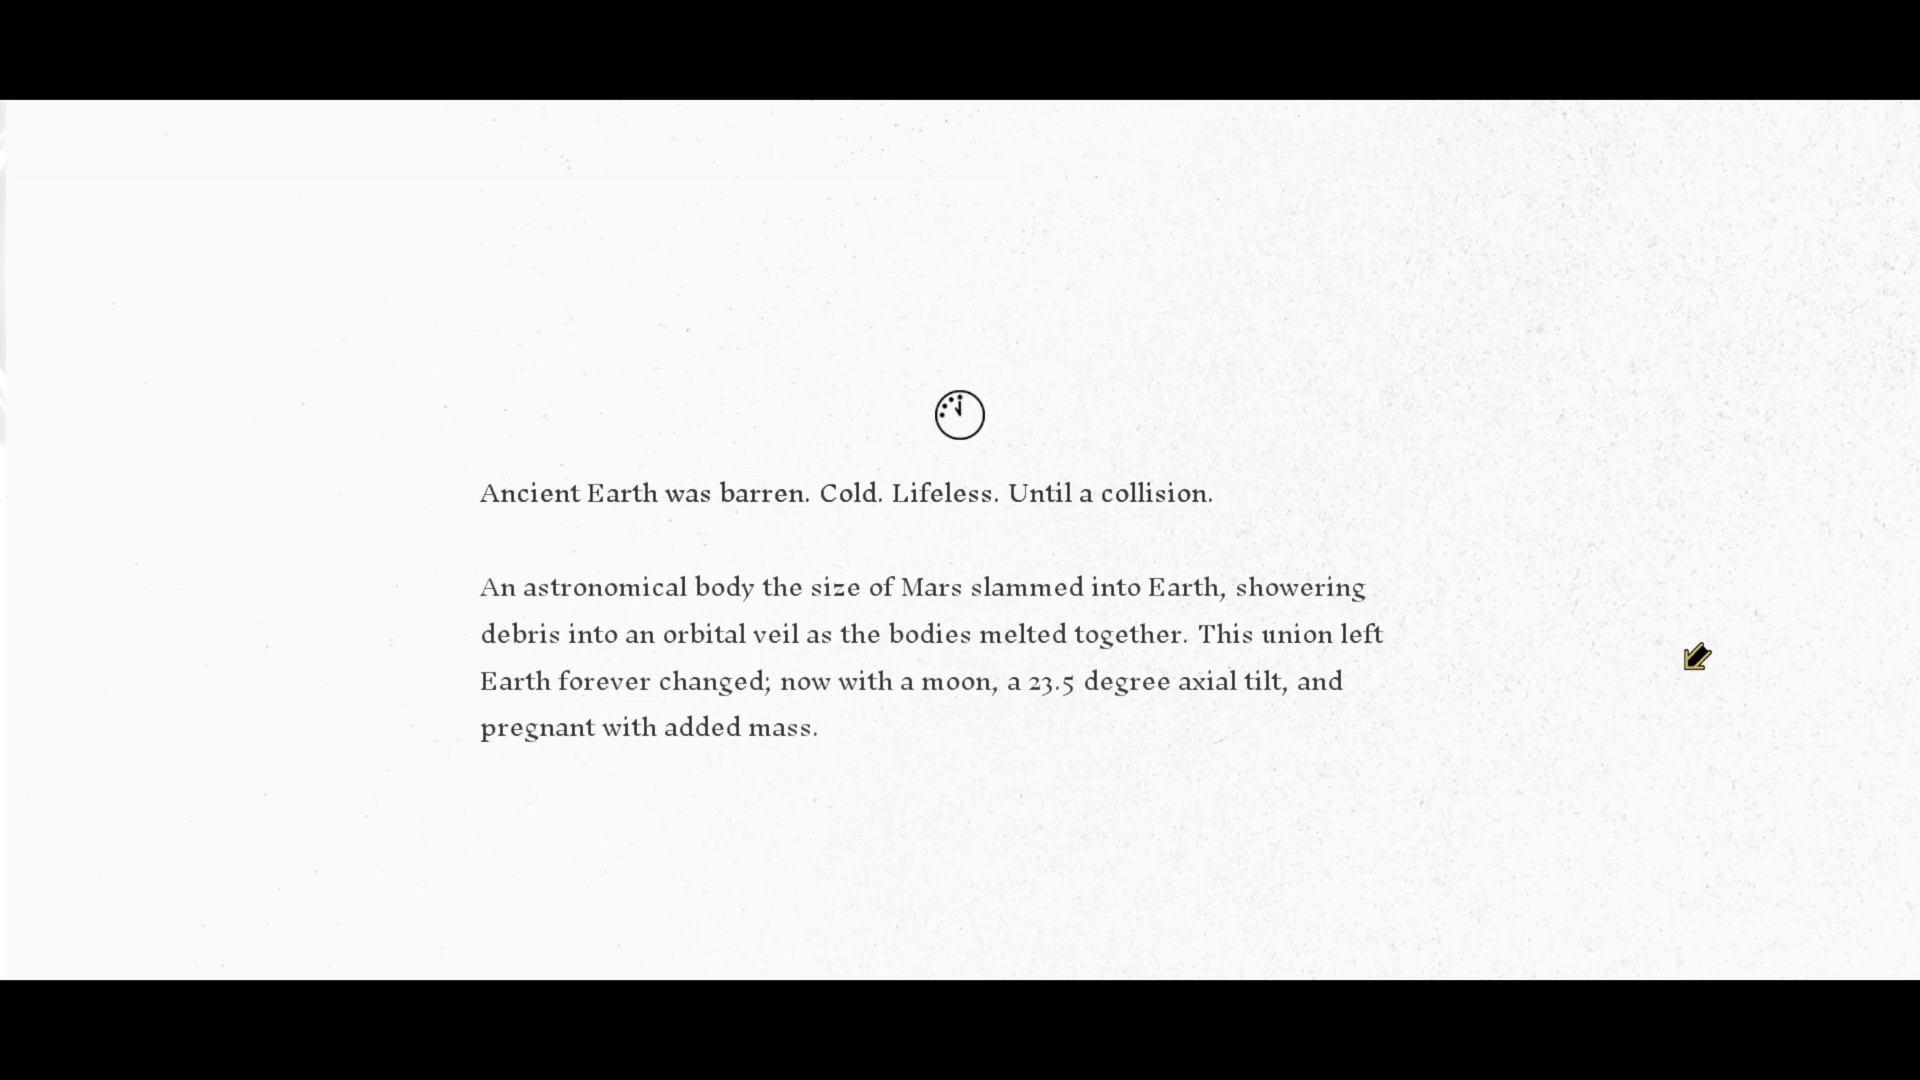 Ancient Earth was barren. Cold. Lifeless. Until a collision.
An astronomical body the size of Mars slammed into Earth, showering
debris into an orbital veil as the bodies melted together. This union left
Earth forever changed; now with a moon, a 23.5 degree axial tilt, and
pregnant with added mass.